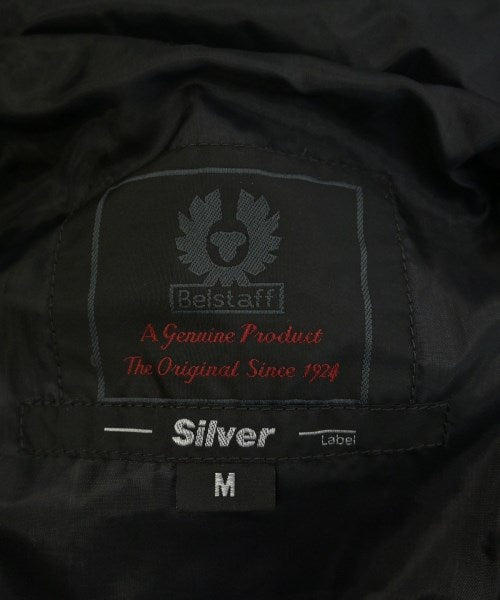 Belstaff
A Genuine Product
The Original Since 1924
Silver
Label
M